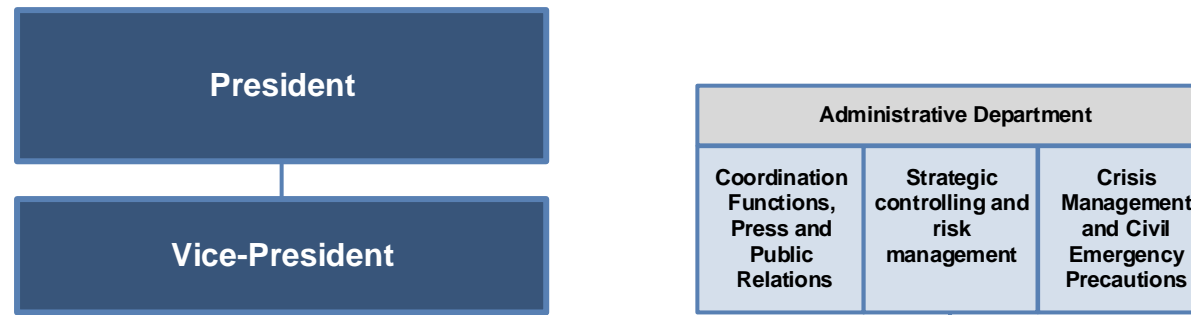 President
Vice-President
Administrative Department
Coordination
Functions,
Press and
Public
Relations
Strategic
controlling and
risk
management
Crisis
Management
and Civil
Emergency
Precautions